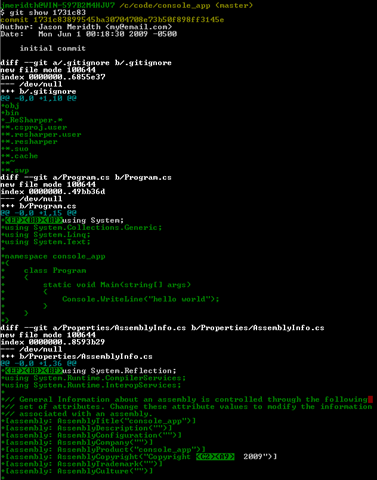 jmeridth@WIN-59782M4HJV7 /c/code/console_app (master)
$ git show 1731c83
commit 1731c83899545ba30704708e73b50f898ff3145e
Author: Jason Meridth <my@email.com>
Date:   Mon Jun 1 00:18:30 2009 -0500

    initial commit

diff --git a/.gitignore b/.gitignore
new file mode 100644
index 0000000..6855e37
--- /dev/null
+++ b/.gitignore
@@ -0,0 +1,10 @@
+obj
+bin
+_ReSharper.*
+*.csproj.user
+*.resharper.user
+*.resharper
+*.suo
+*.cache
+*~
+*.swp
diff --git a/Program.cs b/Program.cs
new file mode 100644
index 0000000..49bb36d
--- /dev/null
+++ b/Program.cs
@@ -0,0 +1,15 @@
+<EF><BB><BF>using System;
+using System.Collections.Generic;
+using System.Linq;
+using System.Text;
+
+namespace console_app
+{
+    class Program
+    {
+        static void Main(string[] args)
+        {
+            Console.WriteLine("hello world");
+        }
+    }
+}
diff --git a/Properties/AssemblyInfo.cs b/Properties/AssemblyInfo.cs
new file mode 100644
index 0000000..8593b29
--- /dev/null
+++ b/Properties/AssemblyInfo.cs
@@ -0,0 +1,36 @@
+<EF><BB><BF>using System.Reflection;
+using System.Runtime.CompilerServices;
+using System.Runtime.InteropServices;
+
+// General Information about an assembly is controlled through the following
+// set of attributes. Change these attribute values to modify the information
+// associated with an assembly.
+[assembly: AssemblyTitle("console_app")]
+[assembly: AssemblyDescription("")]
+[assembly: AssemblyConfiguration("")]
+[assembly: AssemblyCompany("")]
+[assembly: AssemblyProduct("console_app")]
+[assembly: AssemblyCopyright("Copyright <C2><A9>  2009")]
+[assembly: AssemblyTrademark("")]
+[assembly: AssemblyCulture("")]
+